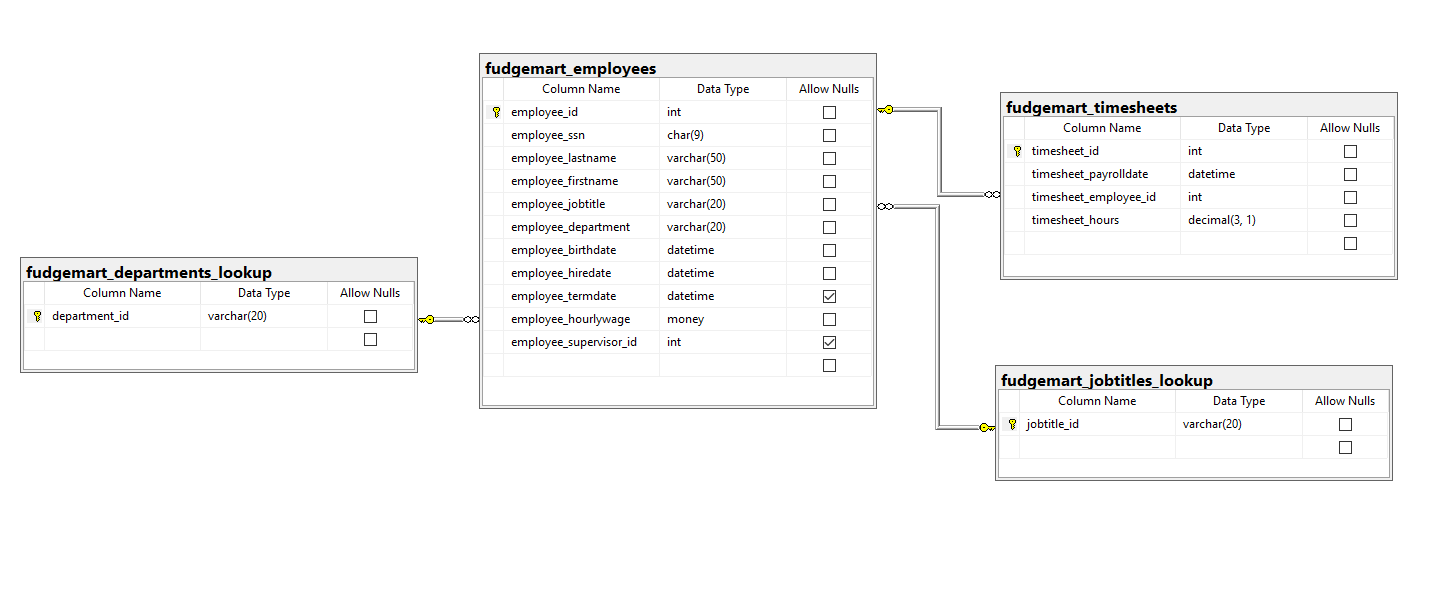 fudgemart_employees
Column Name Data Type Allow Nulls
employee_id int
employee_ssn char(9)
employee_lastname varchar(50)
employee_firstname varchar(50)
employee_jobtitle varchar(20)
employee_department varchar(20)
employee_birthdate datetime
employee_hiredate datetime
employee_termdate datetime
employee_hourlywage money
employee_supervisor_id int
fudgemart_timesheets
Column Name Data Type Allow Nulls
timesheet_id int
timesheet_payrolldate datetime
timesheet_employee_id int
timesheet_hours decimal(3, 1)
fudgemart_departments_lookup
Column Name Data Type Allow Nulls
department_id varchar(20)
fudgemart_jobtitles_lookup
Column Name Data Type Allow Nulls
jobtitle_id varchar(20)